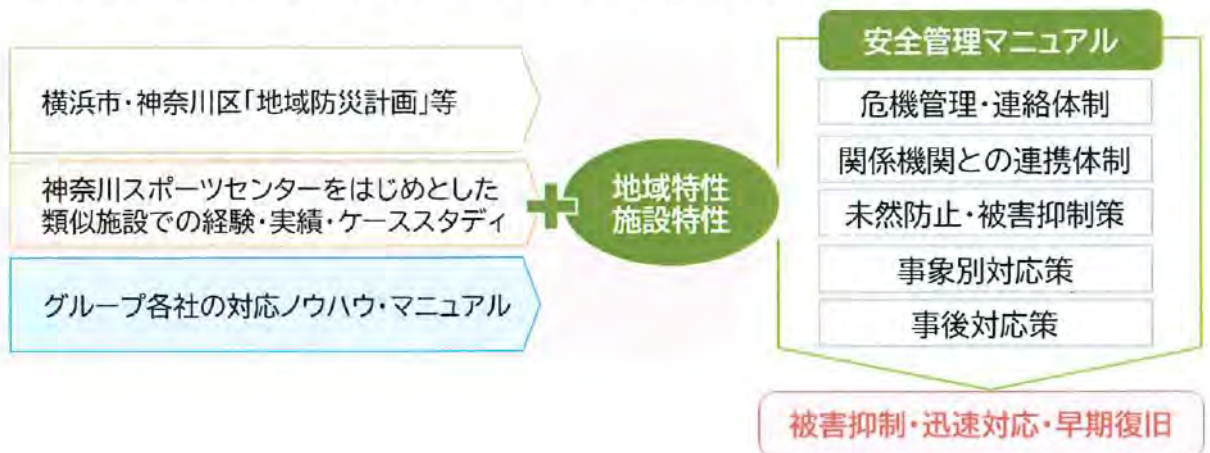 横浜市・神奈川区「地域防災計画」等
神奈川スポーツセンターをはじめとした
類似施設での経験・実績・ケーススタディ
グループ各社の対応ノウハウ・マニュアル
地域特性
施設特性
安全管理マニュアル
危機管理・連絡体制
関係機関との連携体制
未然防止・被害抑制策
事象別対応策
事後対応策
被害抑制・迅速対応・早期復旧